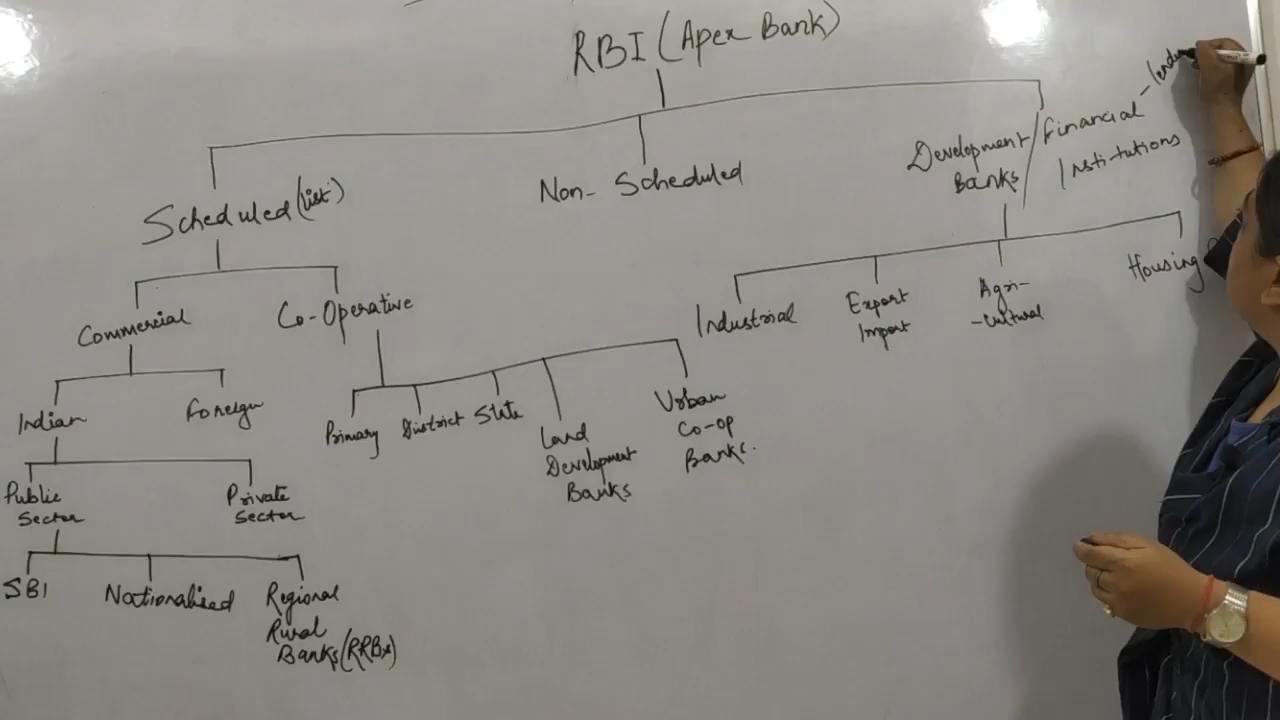 RBI (Apex Bank)
Scheduled (list)
Non-Scheduled
Development Banks / Financial Institutions -
Commercial
Co-Operative
Industrial
Export
Import
Agri-
-cultural
Housing
Indian
Foreign
Primary
District
State
Land
Development
Banks
Urban
Co-op
Banks.
Public
Sector
Private
Sector
SBI
Nationalised
Regional
Rural
Banks (RRBs)